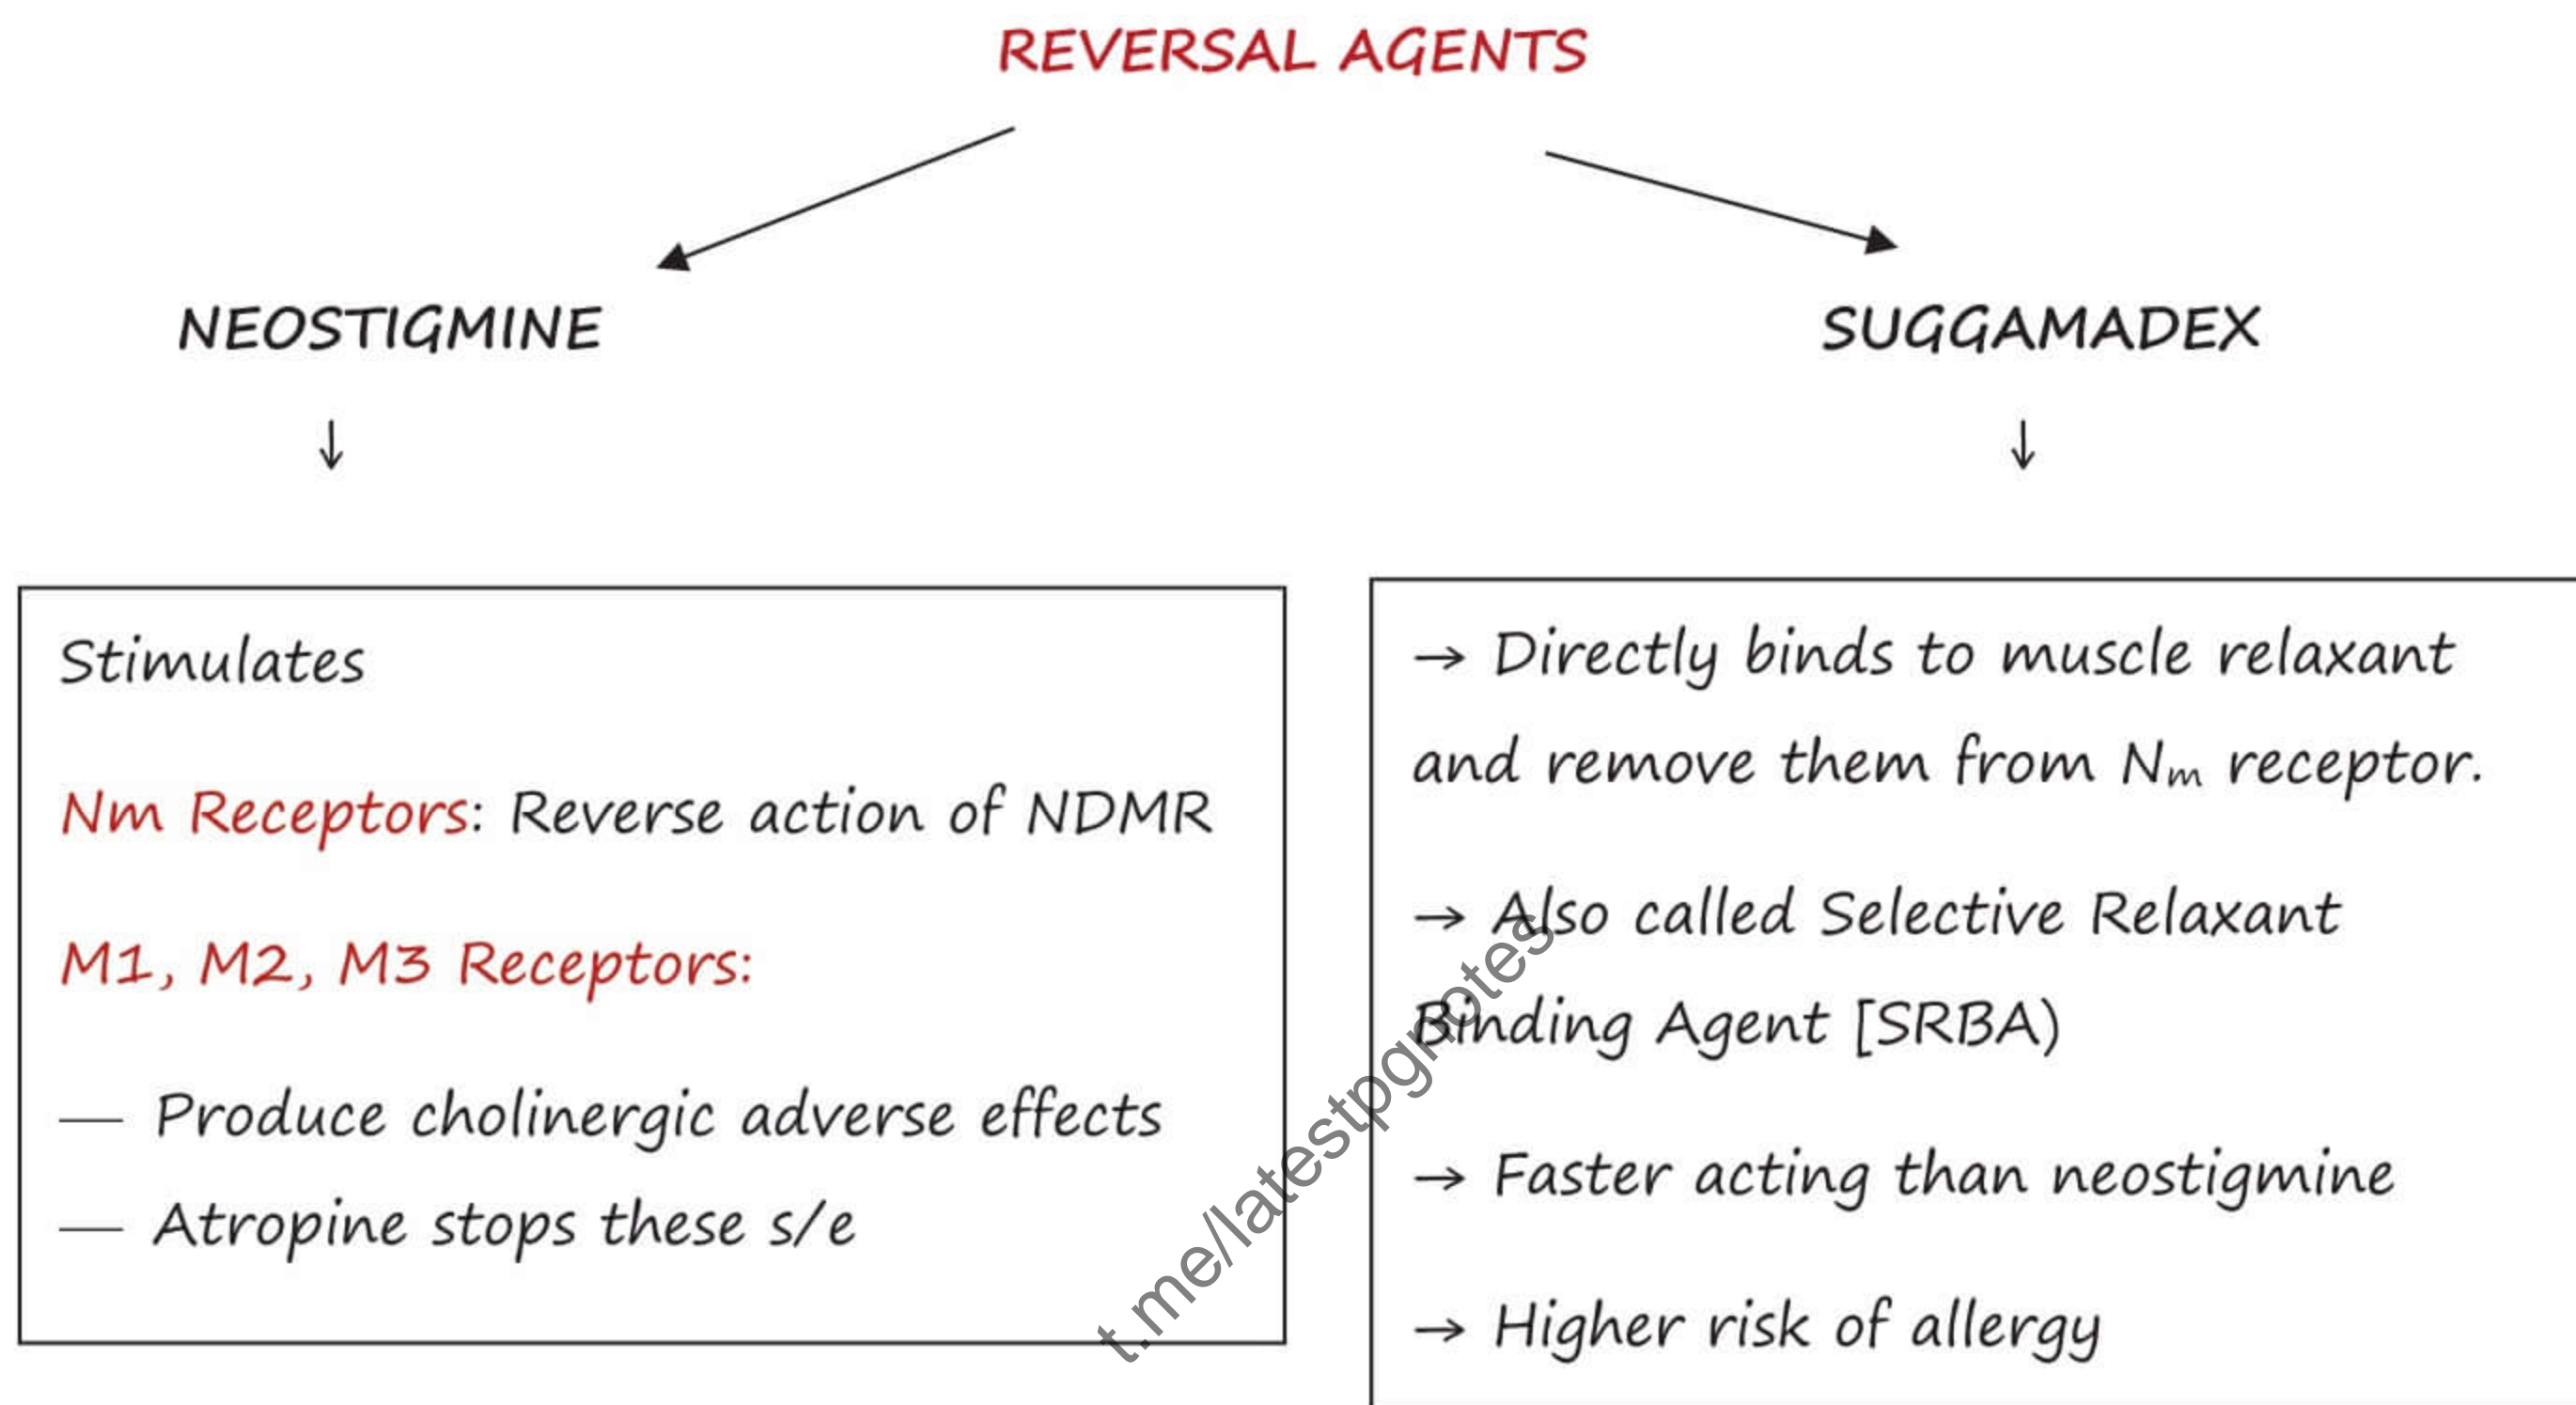 REVERSAL AGENTS
NEOSTIGMINE
↓
Stimulates
Nm Receptors: Reverse action of NDMR
M1, M2, M3 Receptors:
— Produce cholinergic adverse effects
— Atropine stops these s/e
SUGGAMADEX
↓
→ Directly binds to muscle relaxant
and remove them from Nm receptor.
→ Also called Selective Relaxant
Binding Agent [SRBA)
→ Faster acting than neostigmine
→ Higher risk of allergy
t.me/latestpgnotes